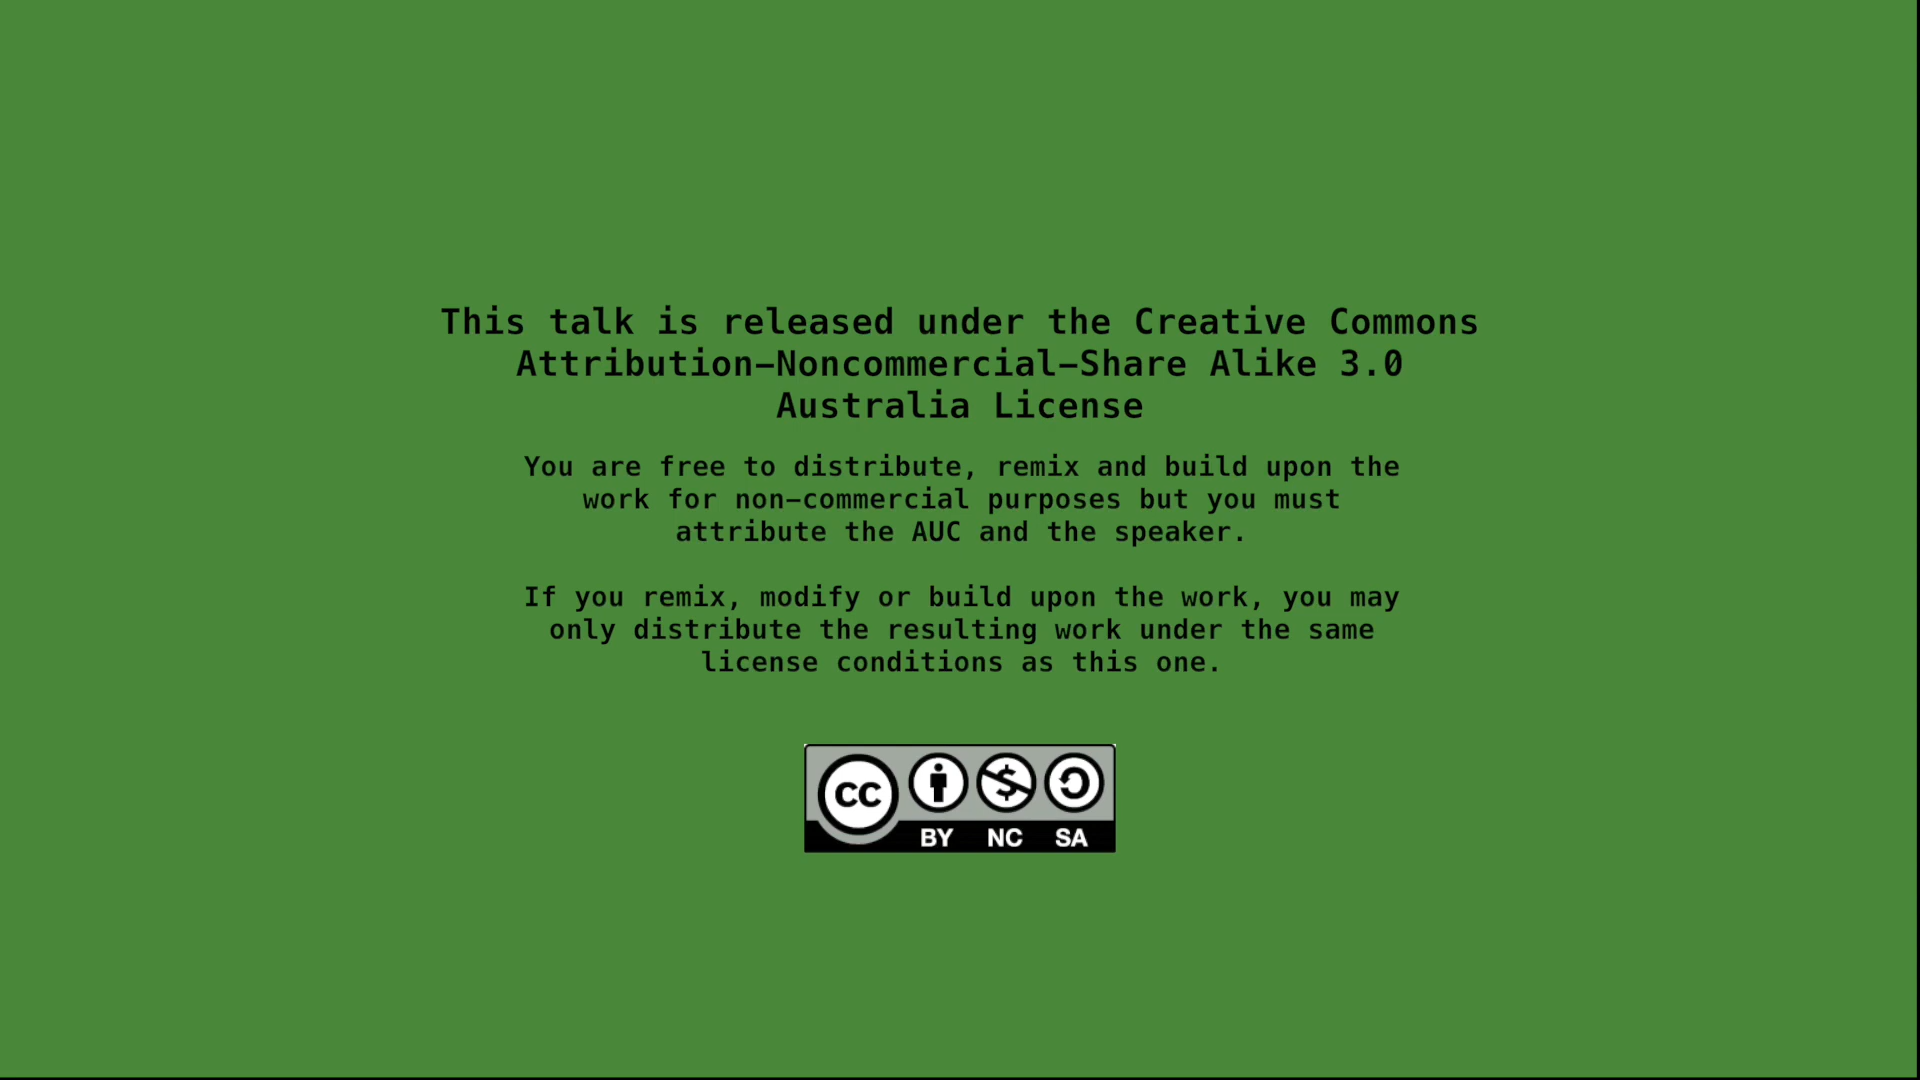 This talk is released under the Creative Commons
Attribution–Noncommercial–Share Alike 3.0
Australia License
You are free to distribute, remix and build upon the
work for non–commercial purposes but you must
attribute the AUC and the speaker.
If you remix, modify or build upon the work, you may
only distribute the resulting work under the same
license conditions as this one.
cc
BY NC SA